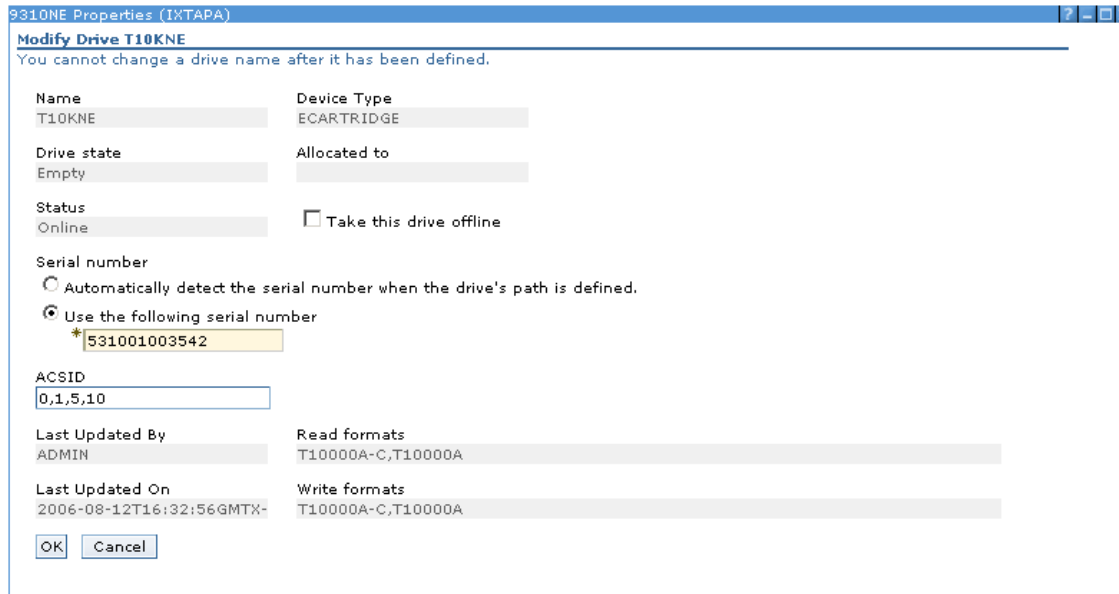 9310NE Properties (IXTAPA)
? - □
Modify Drive T10KNE
You cannot change a drive name after it has been defined.
Name Device Type
T10KNE ECARTRIDGE
Drive state Allocated to
Empty
Status
Online Take this drive offline
Serial number
Automatically detect the serial number when the drive's path is defined.
Use the following serial number
* 531001003542
ACSID
0,1,5,10
Last Updated By Read formats
ADMIN T10000A-C,T10000A
Last Updated On Write formats
2006-08-12T16:32:56GMTX- T10000A-C,T10000A
OK Cancel